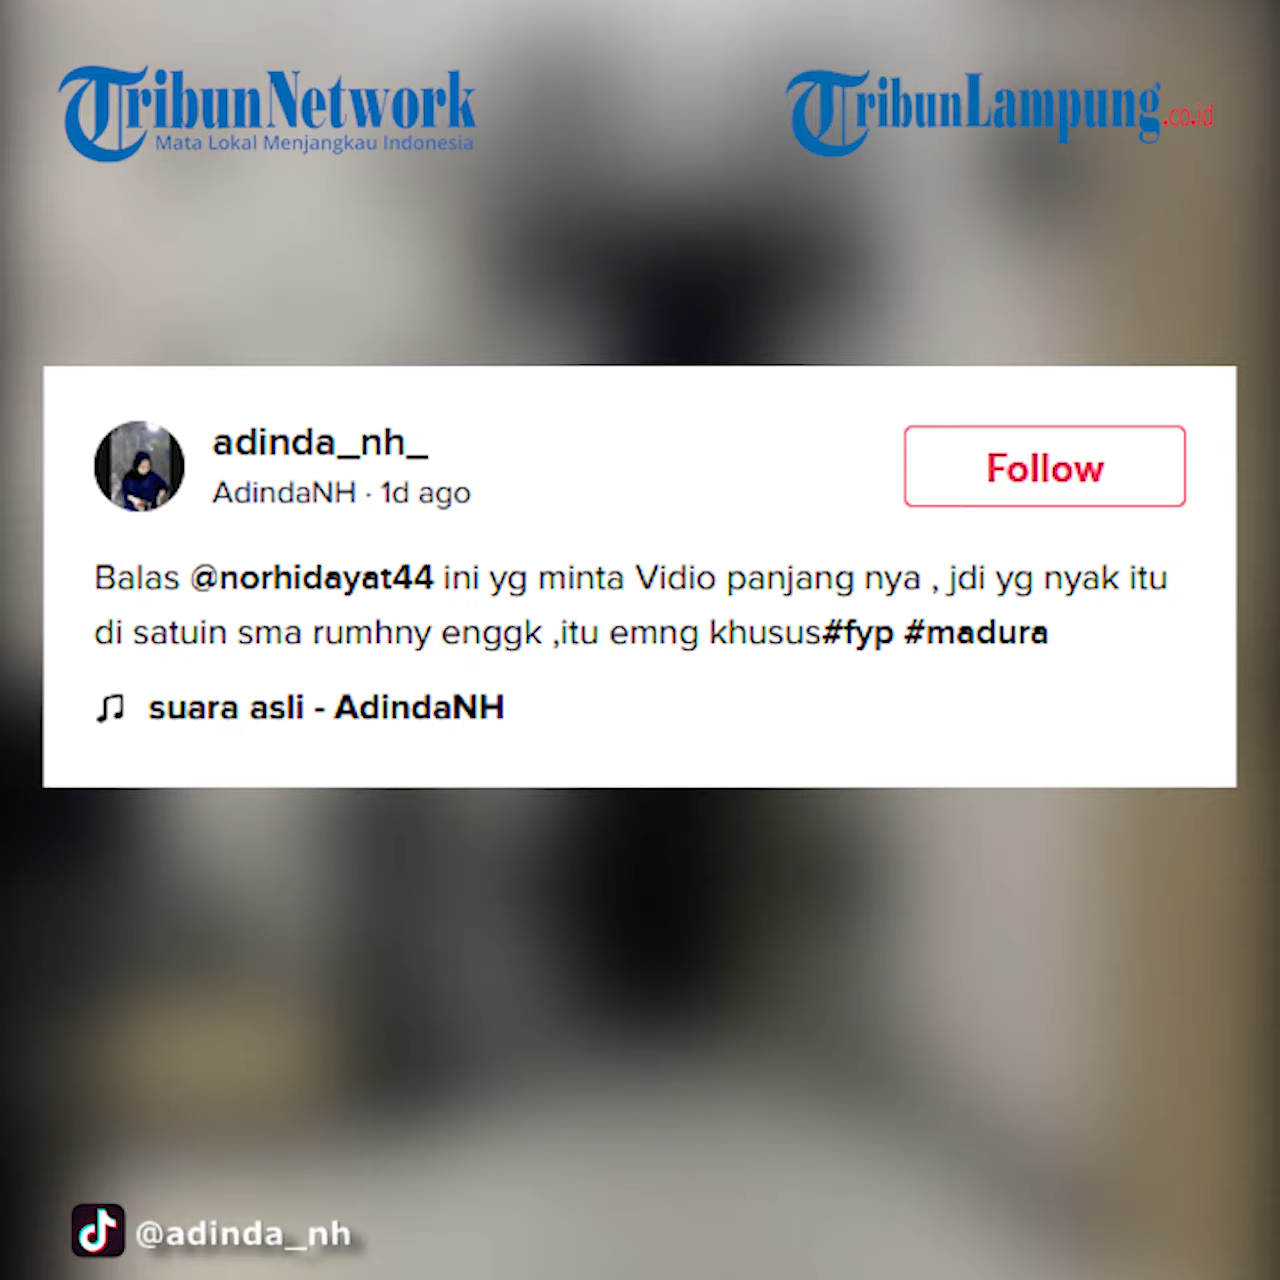 TribunNetwork
Mata Lokal Menjangkau Indonesia
TribunLampung.co.id
adinda_nh_
AdindaNH · 1d ago
Follow
Balas @norhidayat44 ini yg minta Vidio panjang nya , jdi yg nyak itu
di satuin sma rumhny enggk ,itu emng khusus#fyp #madura
suara asli - AdindaNH
@adinda_nh